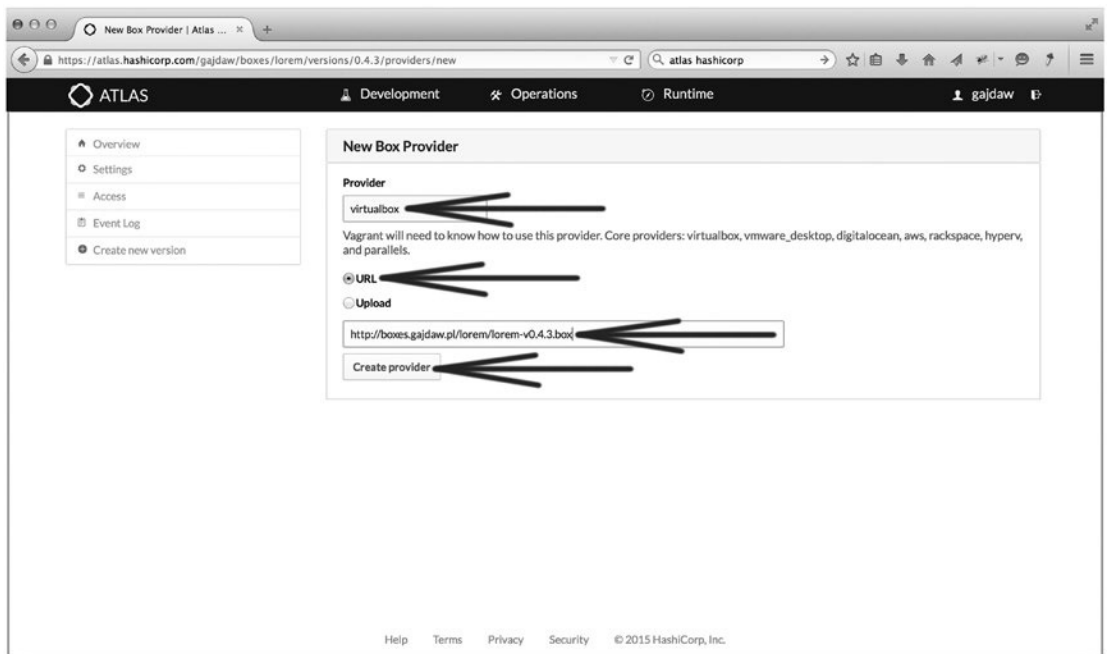 New Box Provider | Atlas ...
https://atlas.hashicorp.com/gajdaw/boxes/lorem/versions/0.4.3/providers/new
atlas hashicorp
ATLAS
Development
Operations
Runtime
gajdaw
Overview
Settings
Access
Event Log
Create new version
New Box Provider
Provider
virtualbox
Vagrant will need to know how to use this provider. Core providers: virtualbox, vmware_desktop, digitalocean, aws, rackspace, hyperv,
and parallels.
URL
Upload
http://boxes.gajdaw.pl/lorem/lorem-v0.4.3.box
Create provider
Help Terms Privacy Security © 2015 HashiCorp, Inc.